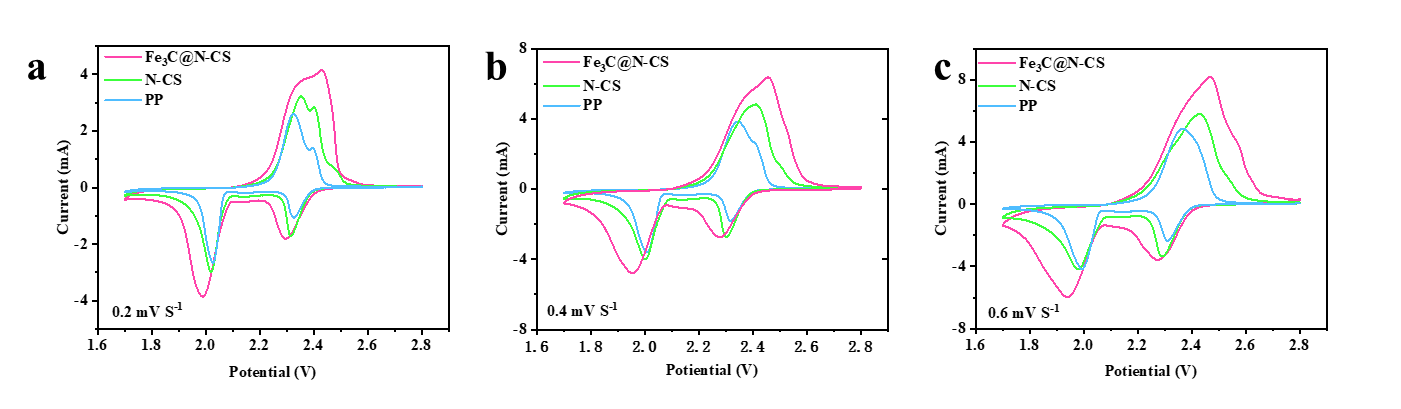 a
Fe₃C@N-CS
N-CS
PP
4
2
0
-2
-4
Current (mA)
0.2 mV S⁻¹
1.6 1.8 2.0 2.2 2.4 2.6 2.8
Potiential (V)
b
Fe₃C@N-CS
N-CS
PP
8
4
0
-4
-8
Current (mA)
0.4 mV S⁻¹
1.6 1.8 2.0 2.2 2.4 2.6 2.8
Potiential (V)
c
Fe₃C@N-CS
N-CS
PP
8
4
0
-4
-8
Current (mA)
0.6 mV S⁻¹
1.6 1.8 2.0 2.2 2.4 2.6 2.8
Potiential (V)